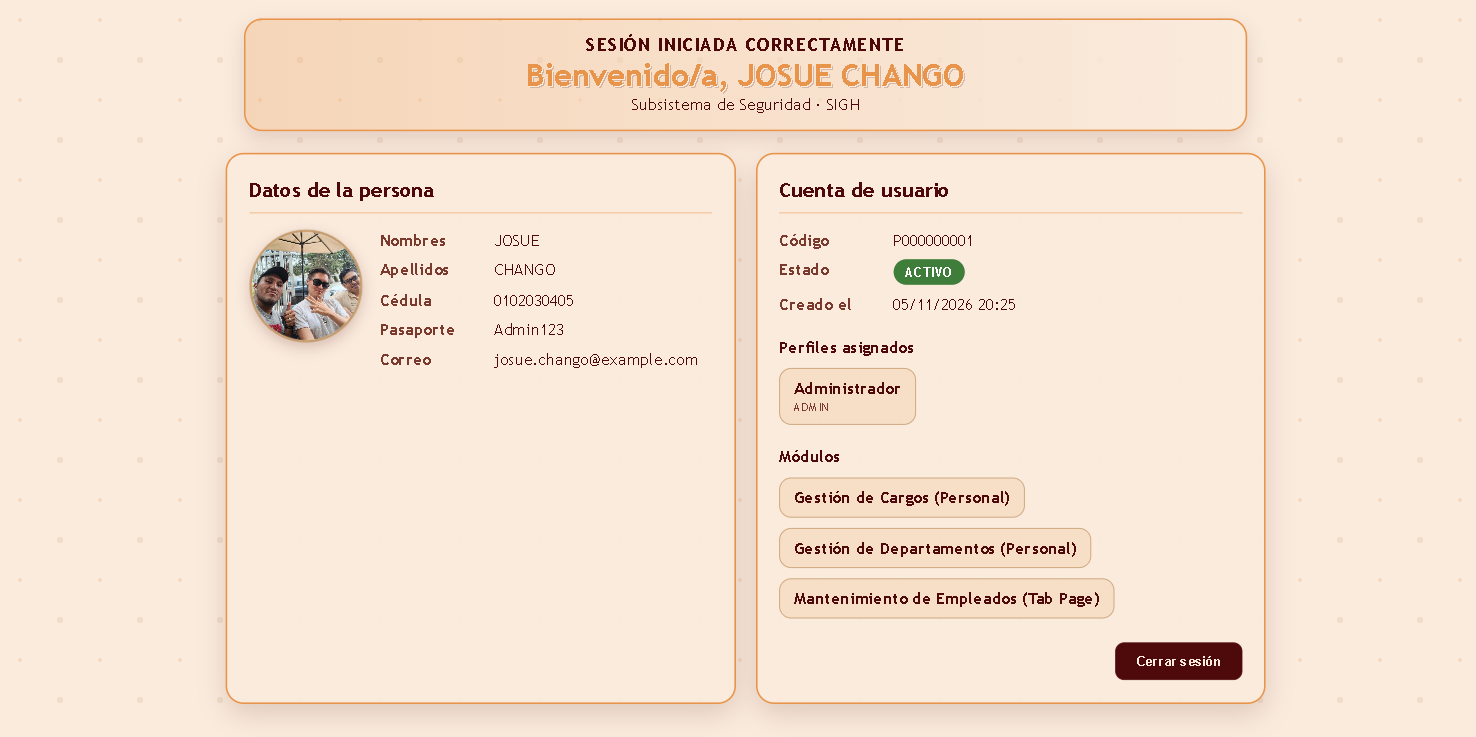 SESIÓN INICIADA CORRECTAMENTE
Bienvenido/a, JOSUE CHANGO
Subsistema de Seguridad · SIGH
Datos de la persona
Nombres JOSUE
Apellidos CHANGO
Cédula 0102030405
Pasaporte Admin123
Correo josue.chango@example.com
Cuenta de usuario
Código P000000001
Estado ACTIVO
Creado el 05/11/2026 20:25
Perfiles asignados
Administrador
ADMIN
Módulos
Gestión de Cargos (Personal)
Gestión de Departamentos (Personal)
Mantenimiento de Empleados (Tab Page)
Cerrar sesión